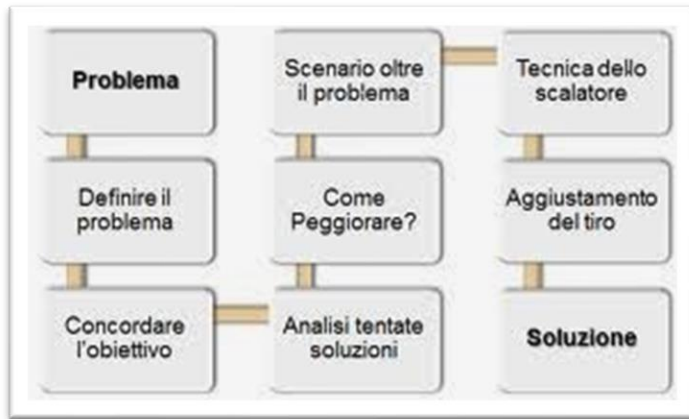 Problema
Definire il
problema
Concordare
l'obiettivo
Analisi tentate
soluzioni
Come
Peggiorare?
Scenario oltre
il problema
Tecnica dello
scalatore
Aggiustamento
del tiro
Soluzione